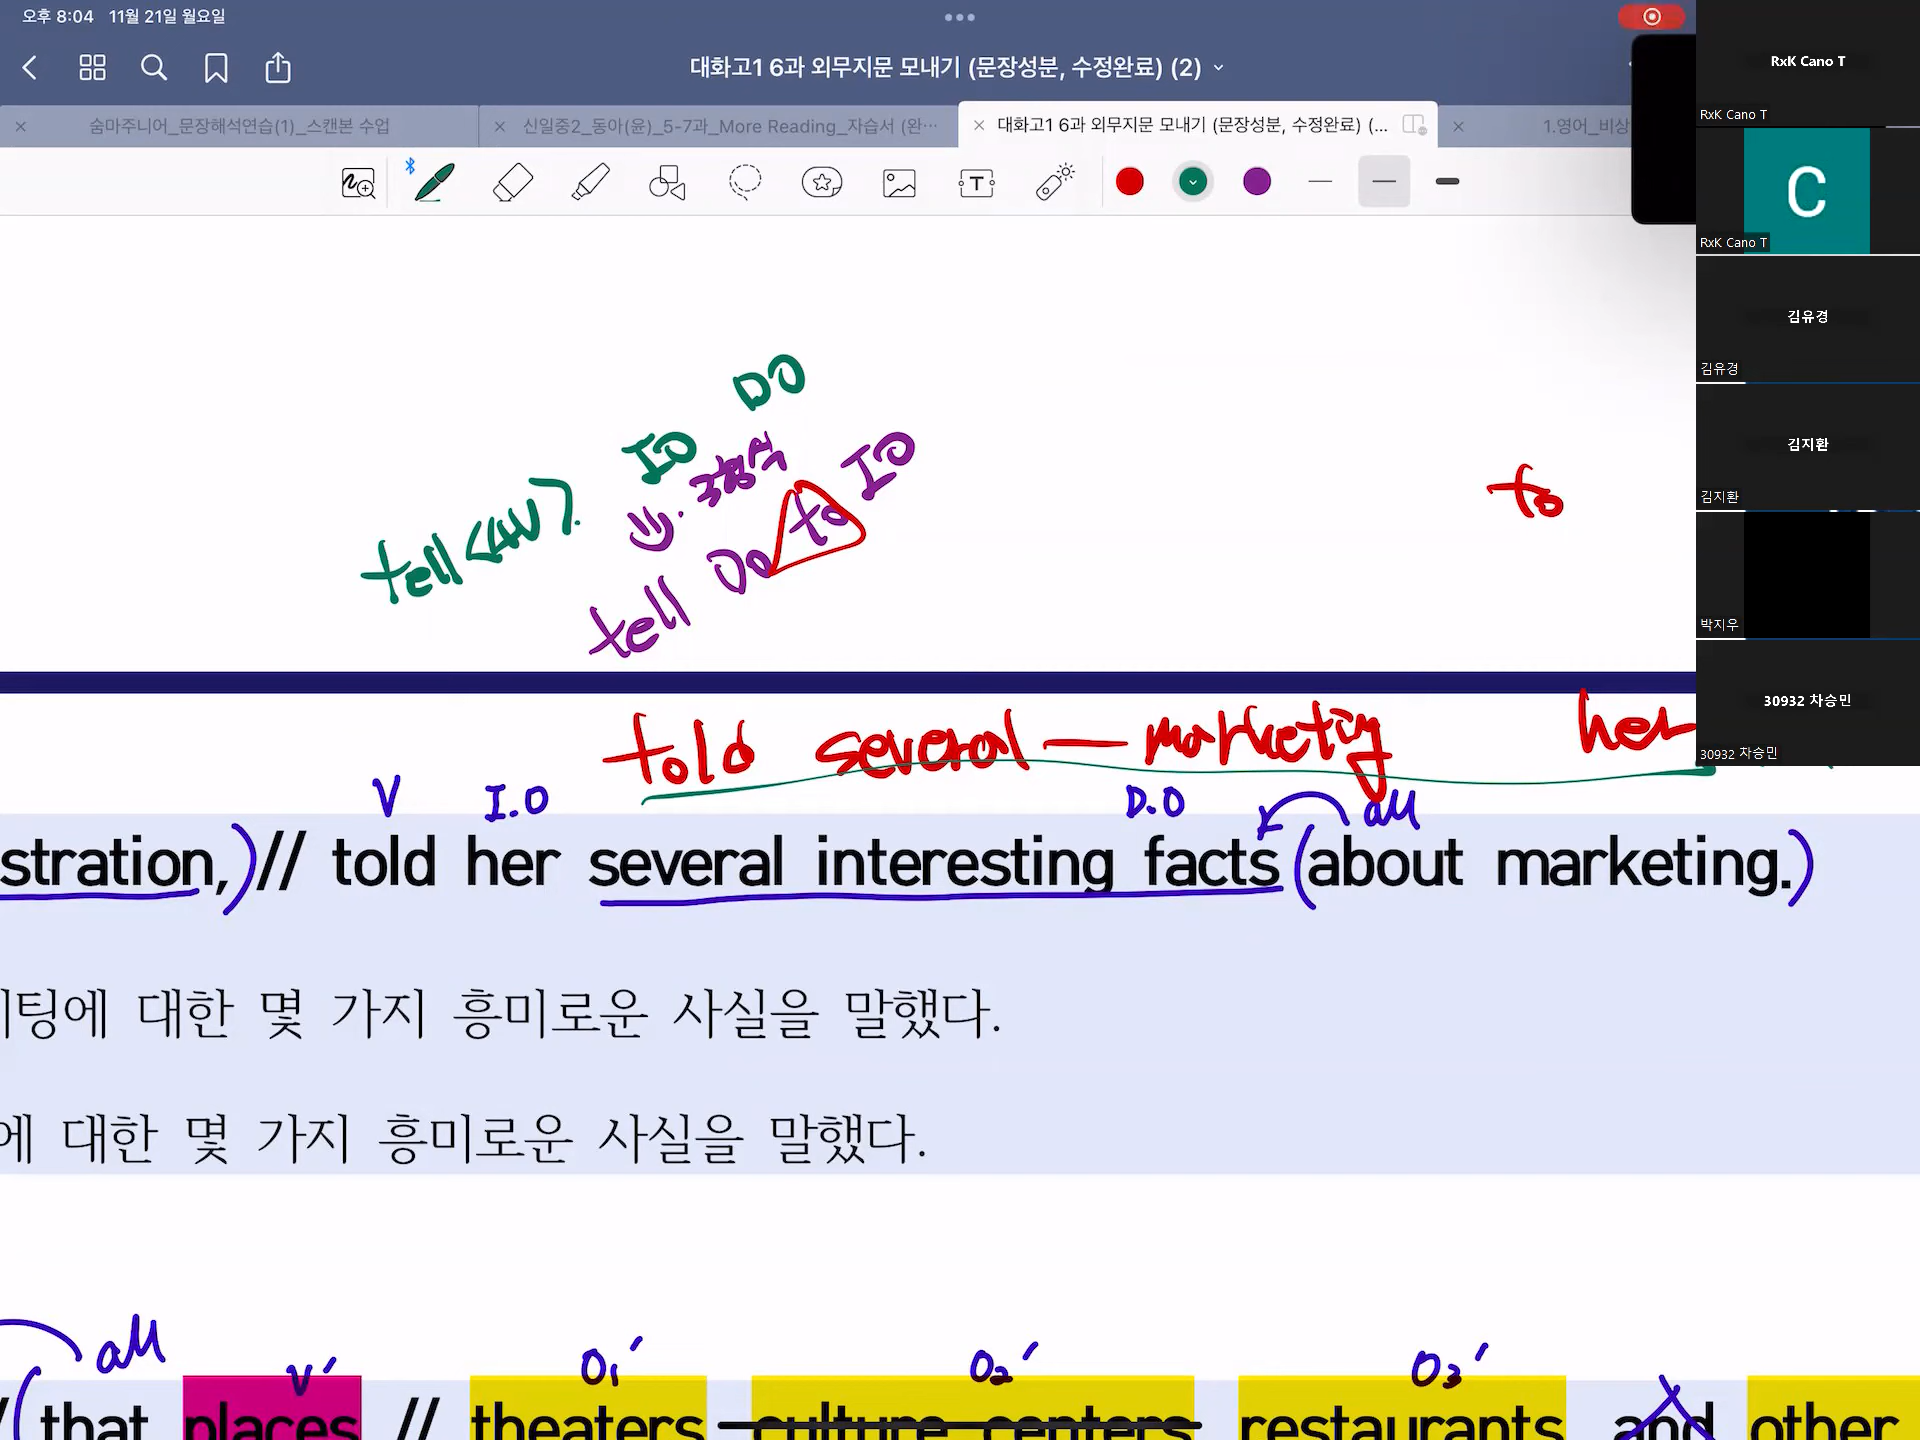 오후 8:04 11월 21일 월요일
대화고1 6과 외무지문 모내기 (문장성분, 수정완료) (2)
숨마주니어_문장해석연습(1)_스캔본 수업
신일중2_동아(윤)_5-7과_More Reading_자습서 (완…
대화고1 6과 외무지문 모내기 (문장성분, 수정완료) (...
1.영어_비상
T
RxK Cano T
RxK Cano T
C
RxK Cano T
김유경
김유경
김지환
김지환
박지우
30932 차승민
30932 차승민
DO
IO 3형식 IO
tell <4V>.
to
tell DO to
told several — marketing her
V I.O D.O
stration,)// told her several interesting facts (about marketing.)
팅에 대한 몇 가지 흥미로운 사실을 말했다.
에 대한 몇 가지 흥미로운 사실을 말했다.
V′ O₁′ O₂′ O₃′
(that places // theaters culture centers restaurants and other